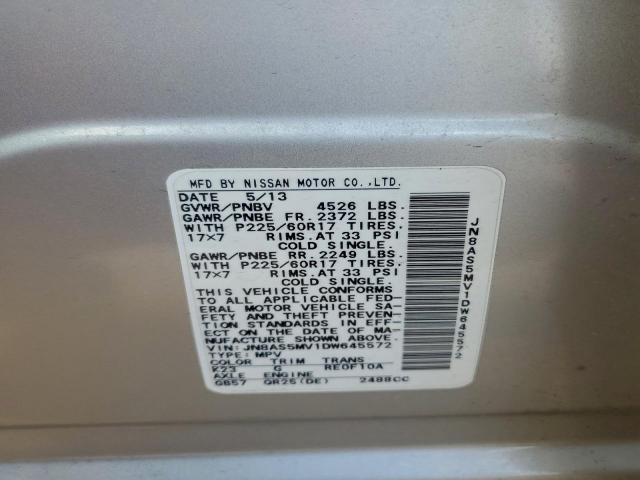 MFD BY NISSAN MOTOR CO.,LTD.
DATE 5/13
GVWR/PNBV 4526 LBS.
GAWR/PNBE FR. 2372 LBS.
WITH P225/60R17 TIRES.
17×7 RIMS.AT 33 PSI
COLD SINGLE.
GAWR/PNBE RR. 2249 LBS.
WITH P225/60R17 TIRES.
17×7 RIMS.AT 33 PSI
COLD SINGLE.
THIS VEHICLE CONFORMS
TO ALL APPLICABLE FED-
ERAL MOTOR VEHICLE SA-
FETY AND THEFT PREVEN-
TION STANDARDS IN EFF-
ECT ON THE DATE OF MA-
NUFACTURE SHOWN ABOVE.
VIN: JN8AS5MV1DW645572
TYPE: MPV
COLOR TRIM TRANS
K23 G RE0F10A
AXLE ENGINE
GB57 QR25(DE) 2488CC
JN8AS5MV1DW645572